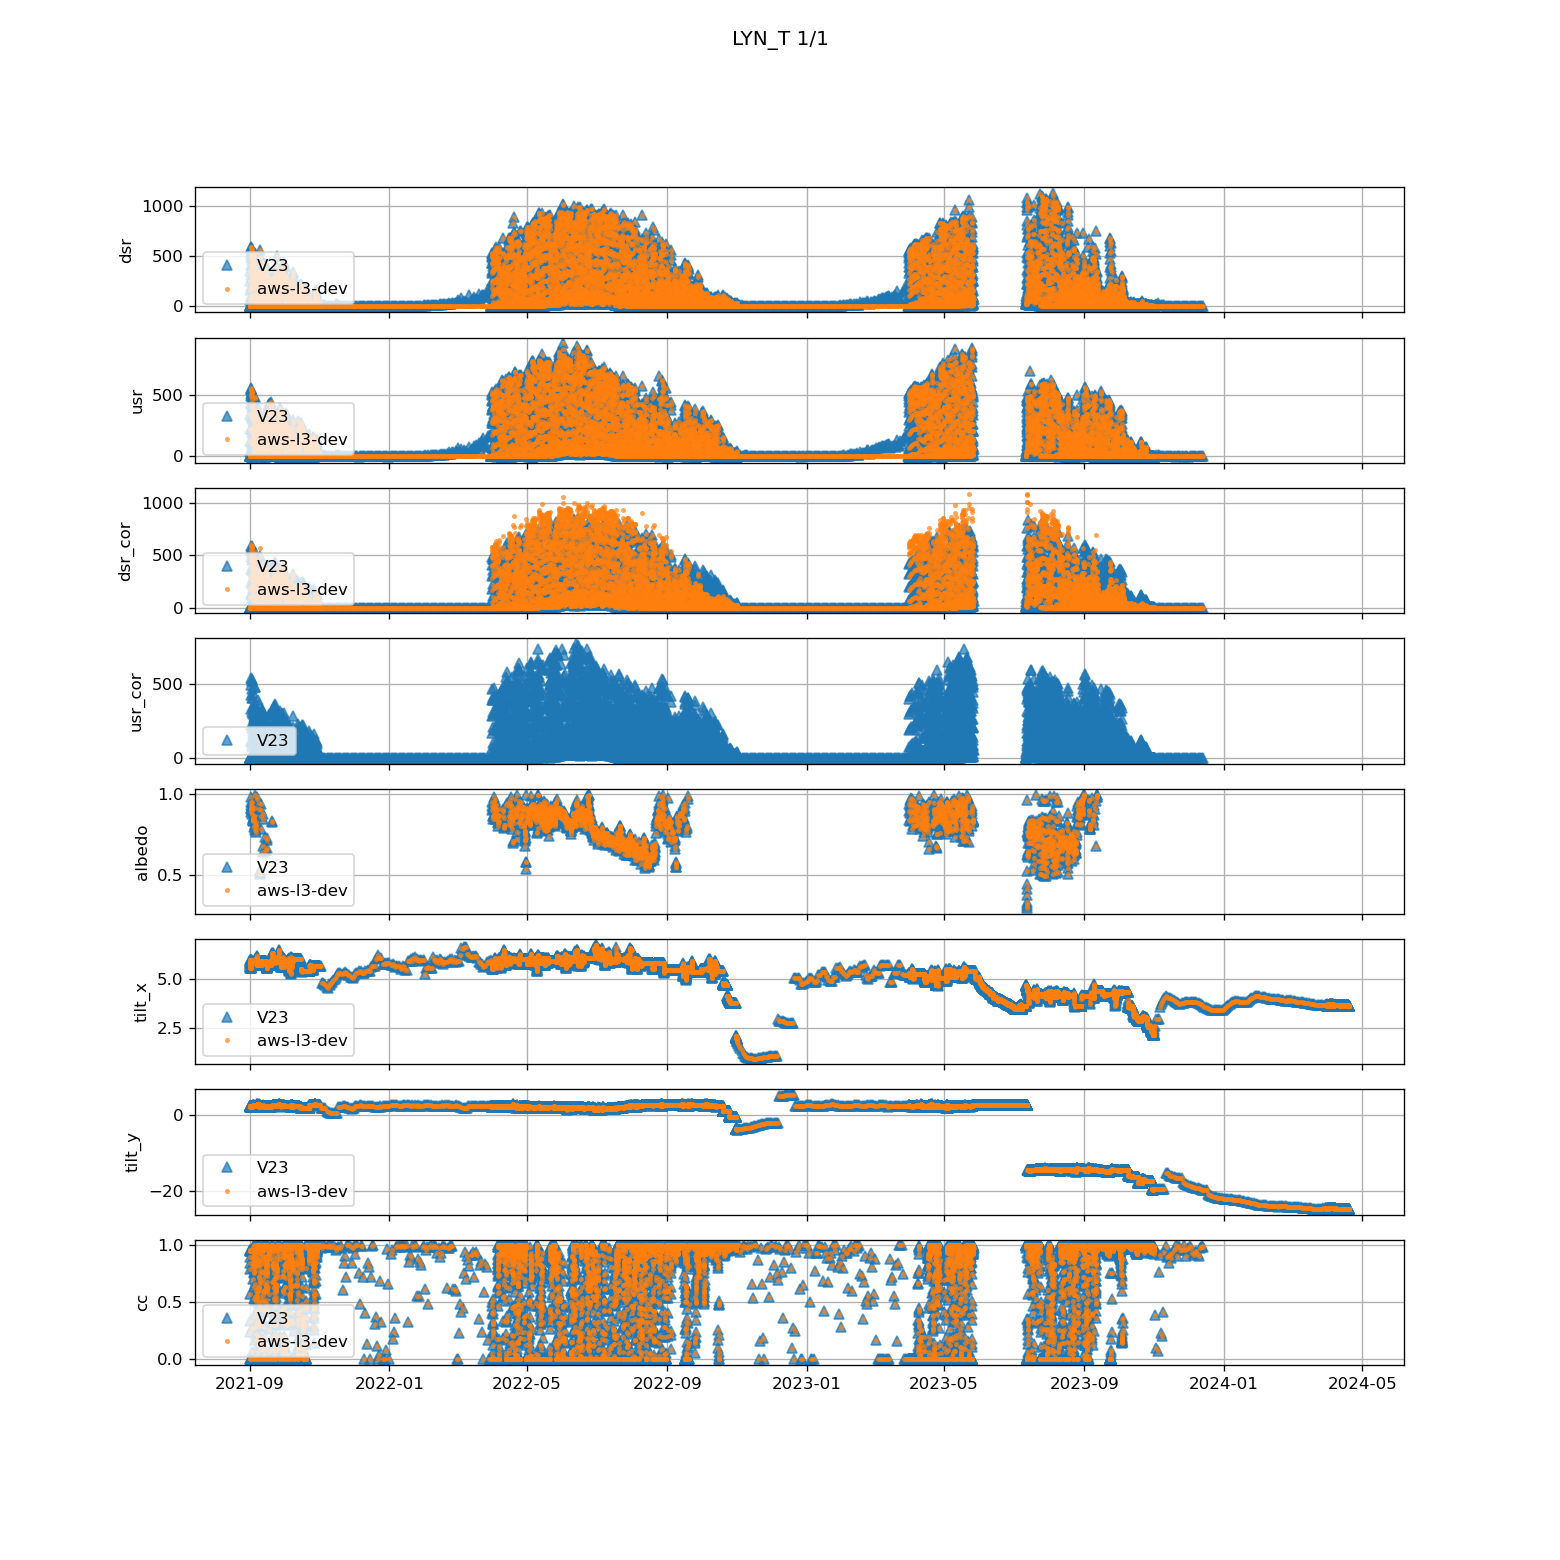 LYN_T 1/1
dsr
1000
500
0
V23
aws-l3-dev
usr
500
0
V23
aws-l3-dev
dsr_cor
1000
500
0
V23
aws-l3-dev
usr_cor
500
0
V23
albedo
1.0
0.5
V23
aws-l3-dev
tilt_x
5.0
2.5
V23
aws-l3-dev
tilt_y
0
−20
V23
aws-l3-dev
cc
1.0
0.5
0.0
V23
aws-l3-dev
2021-09 2022-01 2022-05 2022-09 2023-01 2023-05 2023-09 2024-01 2024-05